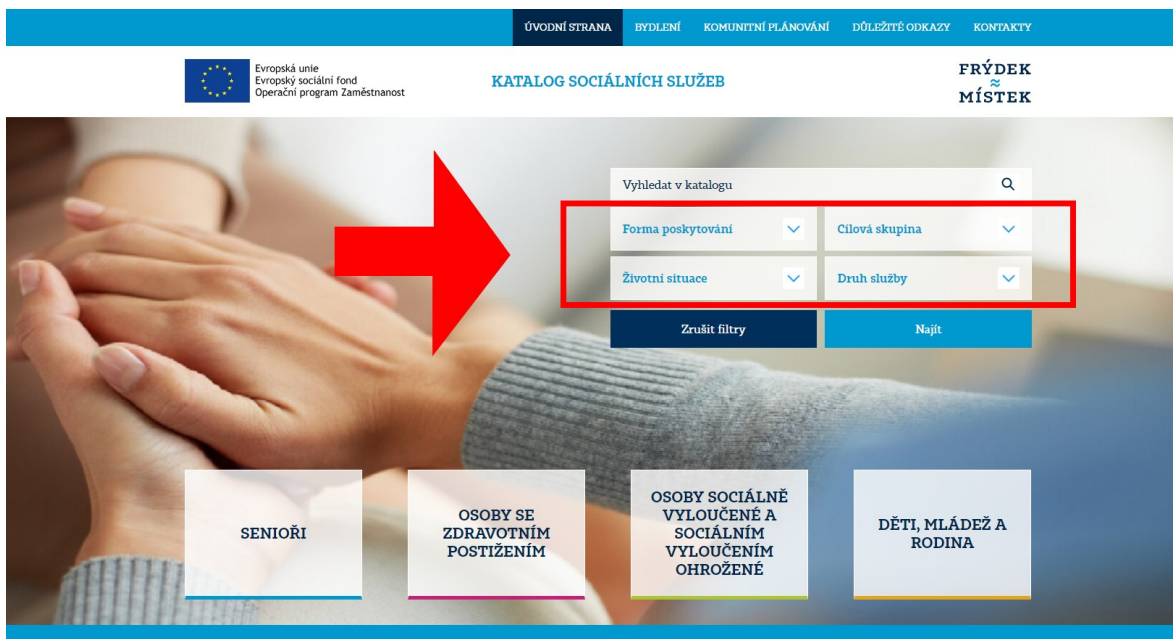 ÚVODNÍ STRANA BYDLENÍ KOMUNITNÍ PLÁNOVÁNÍ DŮLEŽITÉ ODKAZY KONTAKTY
Evropská unie
Evropský sociální fond
Operační program Zaměstnanost
KATALOG SOCIÁLNÍCH SLUŽEB
FRÝDEK
MÍSTEK
Vyhledat v katalogu
Forma poskytování Cílová skupina
Životní situace Druh služby
Zrušit filtry Najít
SENIOŘI
OSOBY SE
ZDRAVOTNÍM
POSTIŽENÍM
OSOBY SOCIÁLNĚ
VYLOUČENÉ A
SOCIÁLNÍM
VYLOUČENÍM
OHROŽENÉ
DĚTI, MLÁDEŽ A
RODINA